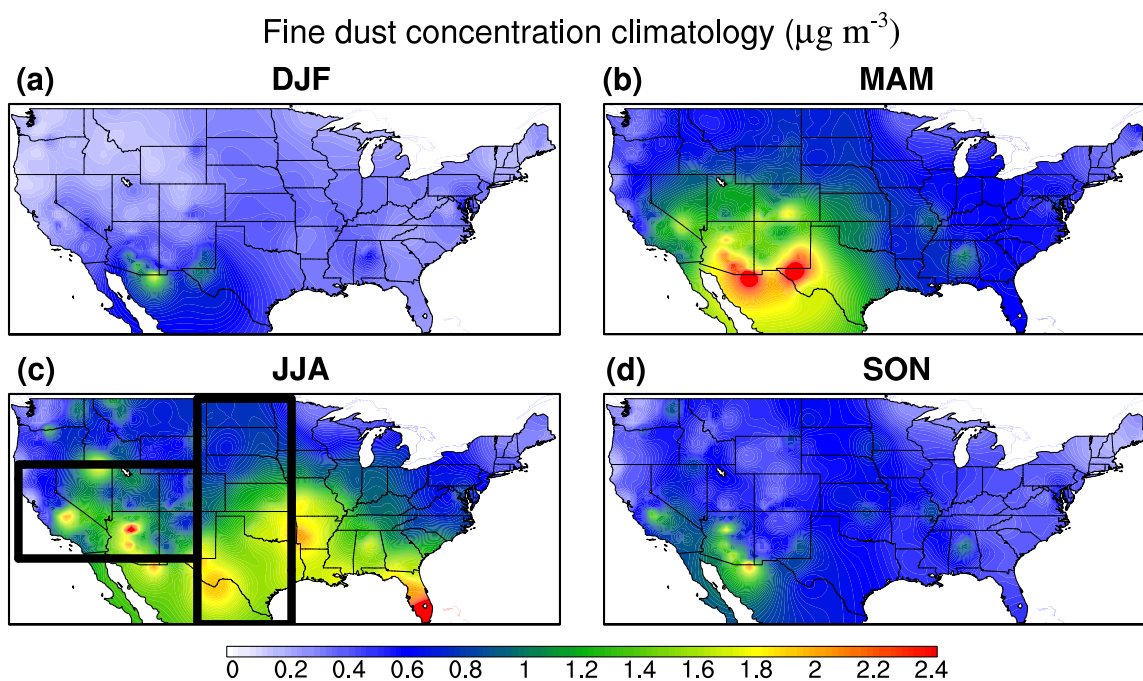 Fine dust concentration climatology (μg m⁻³)
(a) DJF
(b) MAM
(c) JJA
(d) SON
0 0.2 0.4 0.6 0.8 1 1.2 1.4 1.6 1.8 2 2.2 2.4